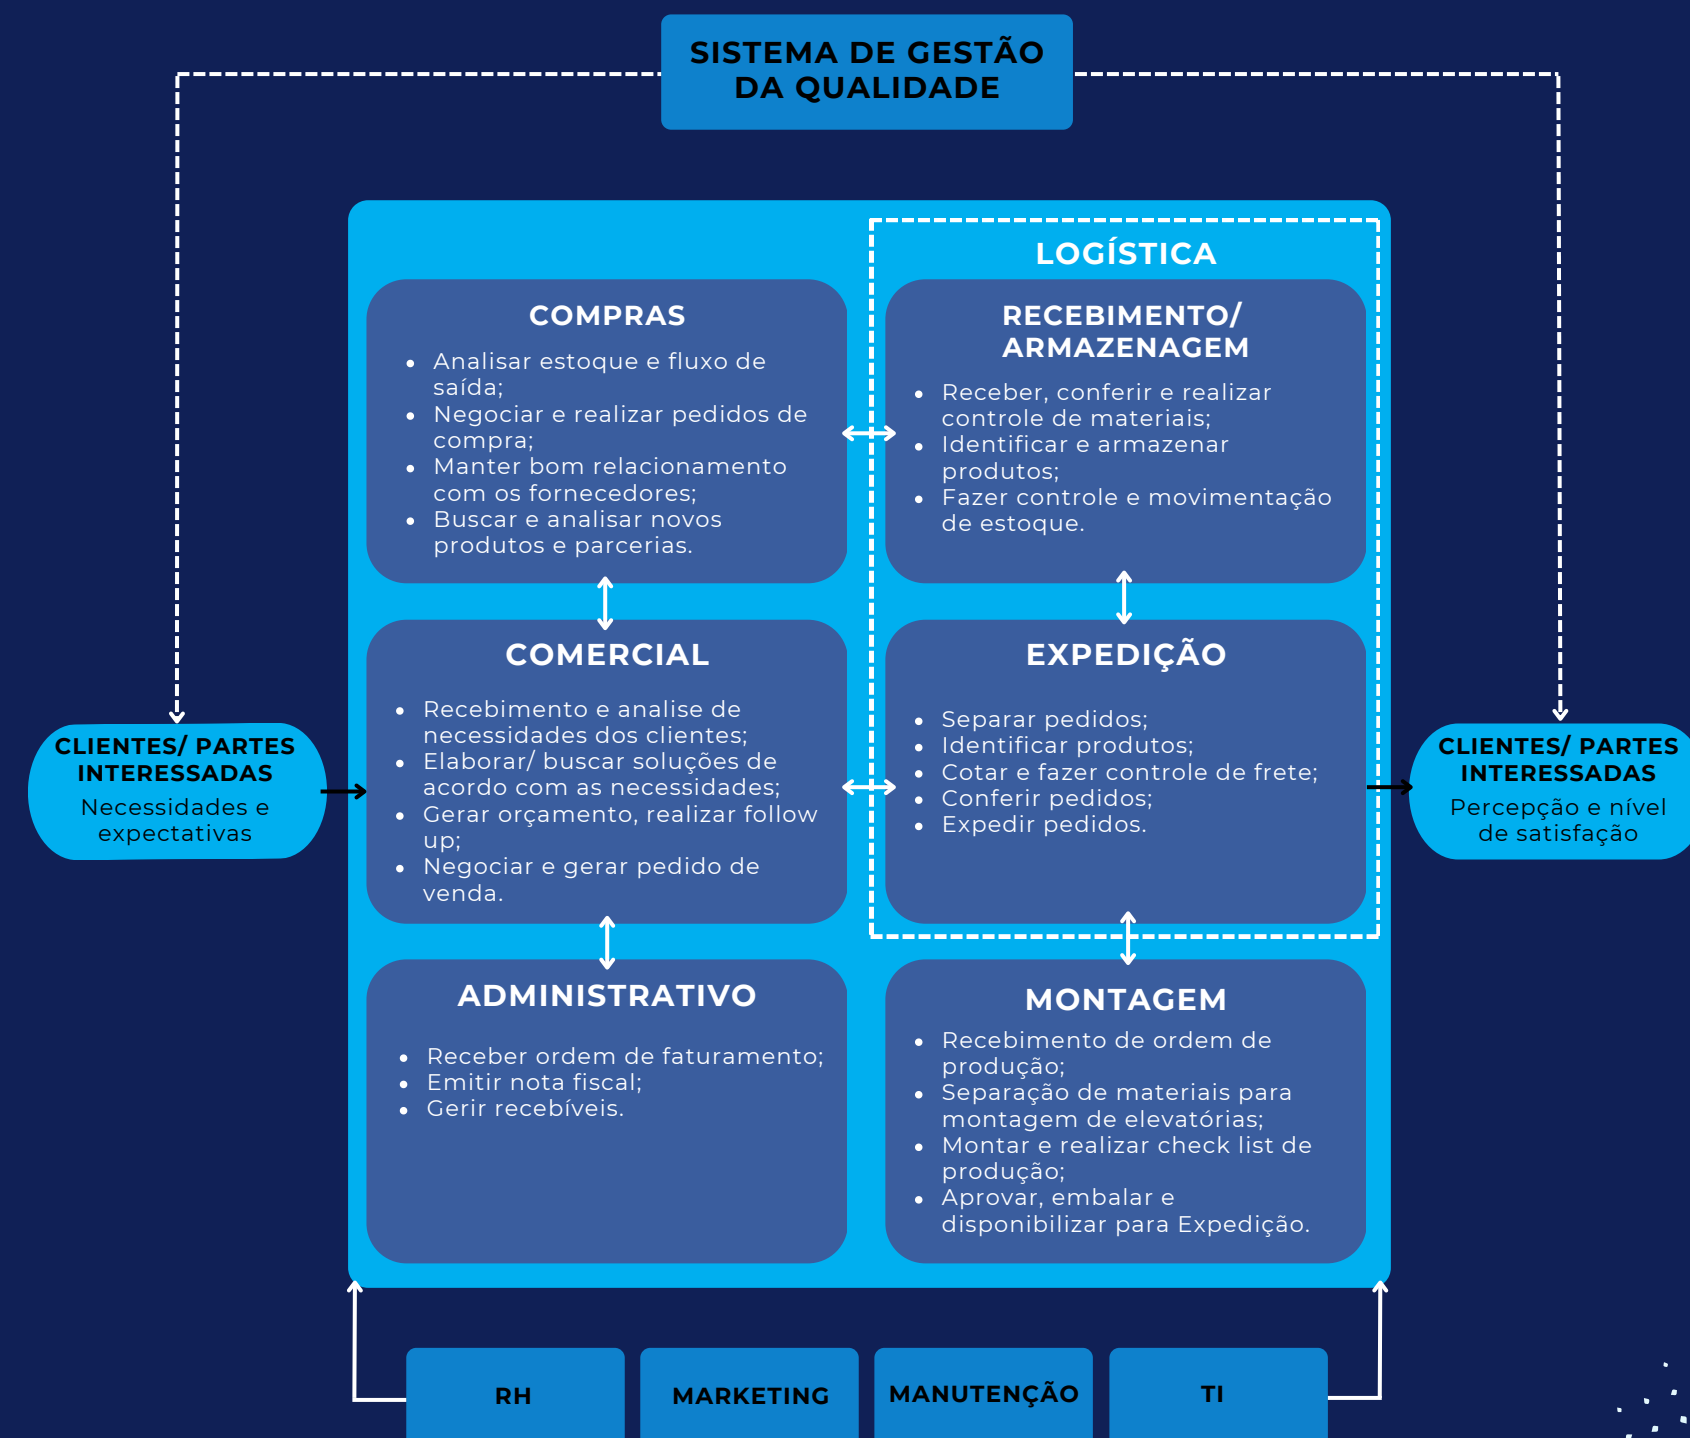 SISTEMA DE GESTÃO
DA QUALIDADE
LOGÍSTICA
COMPRAS
• Analisar estoque e fluxo de
saída;
• Negociar e realizar pedidos de
compra;
• Manter bom relacionamento
com os fornecedores;
• Buscar e analisar novos
produtos e parcerias.
RECEBIMENTO/
ARMAZENAGEM
• Receber, conferir e realizar
controle de materiais;
• Identificar e armazenar
produtos;
• Fazer controle e movimentação
de estoque.
CLIENTES/ PARTES
INTERESSADAS
Necessidades e
expectativas
COMERCIAL
• Recebimento e analise de
necessidades dos clientes;
• Elaborar/ buscar soluções de
acordo com as necessidades;
• Gerar orçamento, realizar follow
up;
• Negociar e gerar pedido de
venda.
EXPEDIÇÃO
• Separar pedidos;
• Identificar produtos;
• Cotar e fazer controle de frete;
• Conferir pedidos;
• Expedir pedidos.
CLIENTES/ PARTES
INTERESSADAS
Percepção e nível
de satisfação
ADMINISTRATIVO
• Receber ordem de faturamento;
• Emitir nota fiscal;
• Gerir recebíveis.
MONTAGEM
• Recebimento de ordem de
produção;
• Separação de materiais para
montagem de elevatórias;
• Montar e realizar check list de
produção;
• Aprovar, embalar e
disponibilizar para Expedição.
RH
MARKETING
MANUTENÇÃO
TI